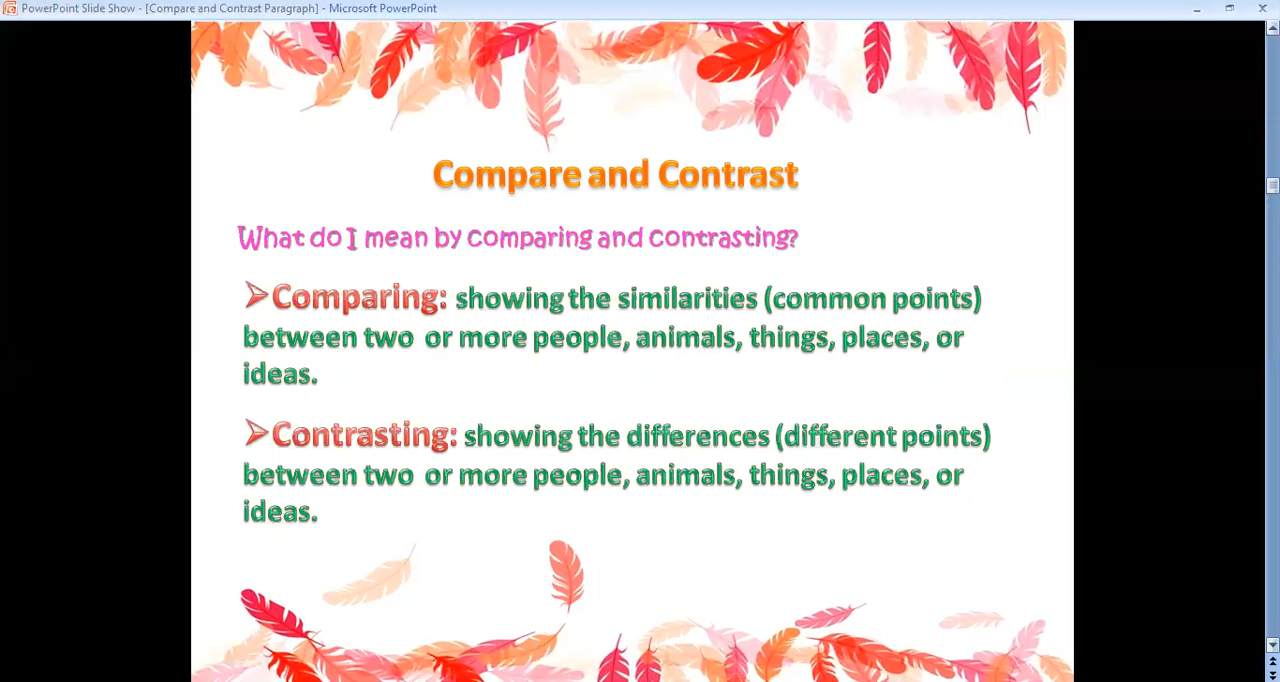 PowerPoint Slide Show - [Compare and Contrast Paragraph] - Microsoft PowerPoint
Compare and Contrast
What do I mean by comparing and contrasting?
Comparing: showing the similarities (common points)
between two or more people, animals, things, places, or
ideas.
Contrasting: showing the differences (different points)
between two or more people, animals, things, places, or
ideas.